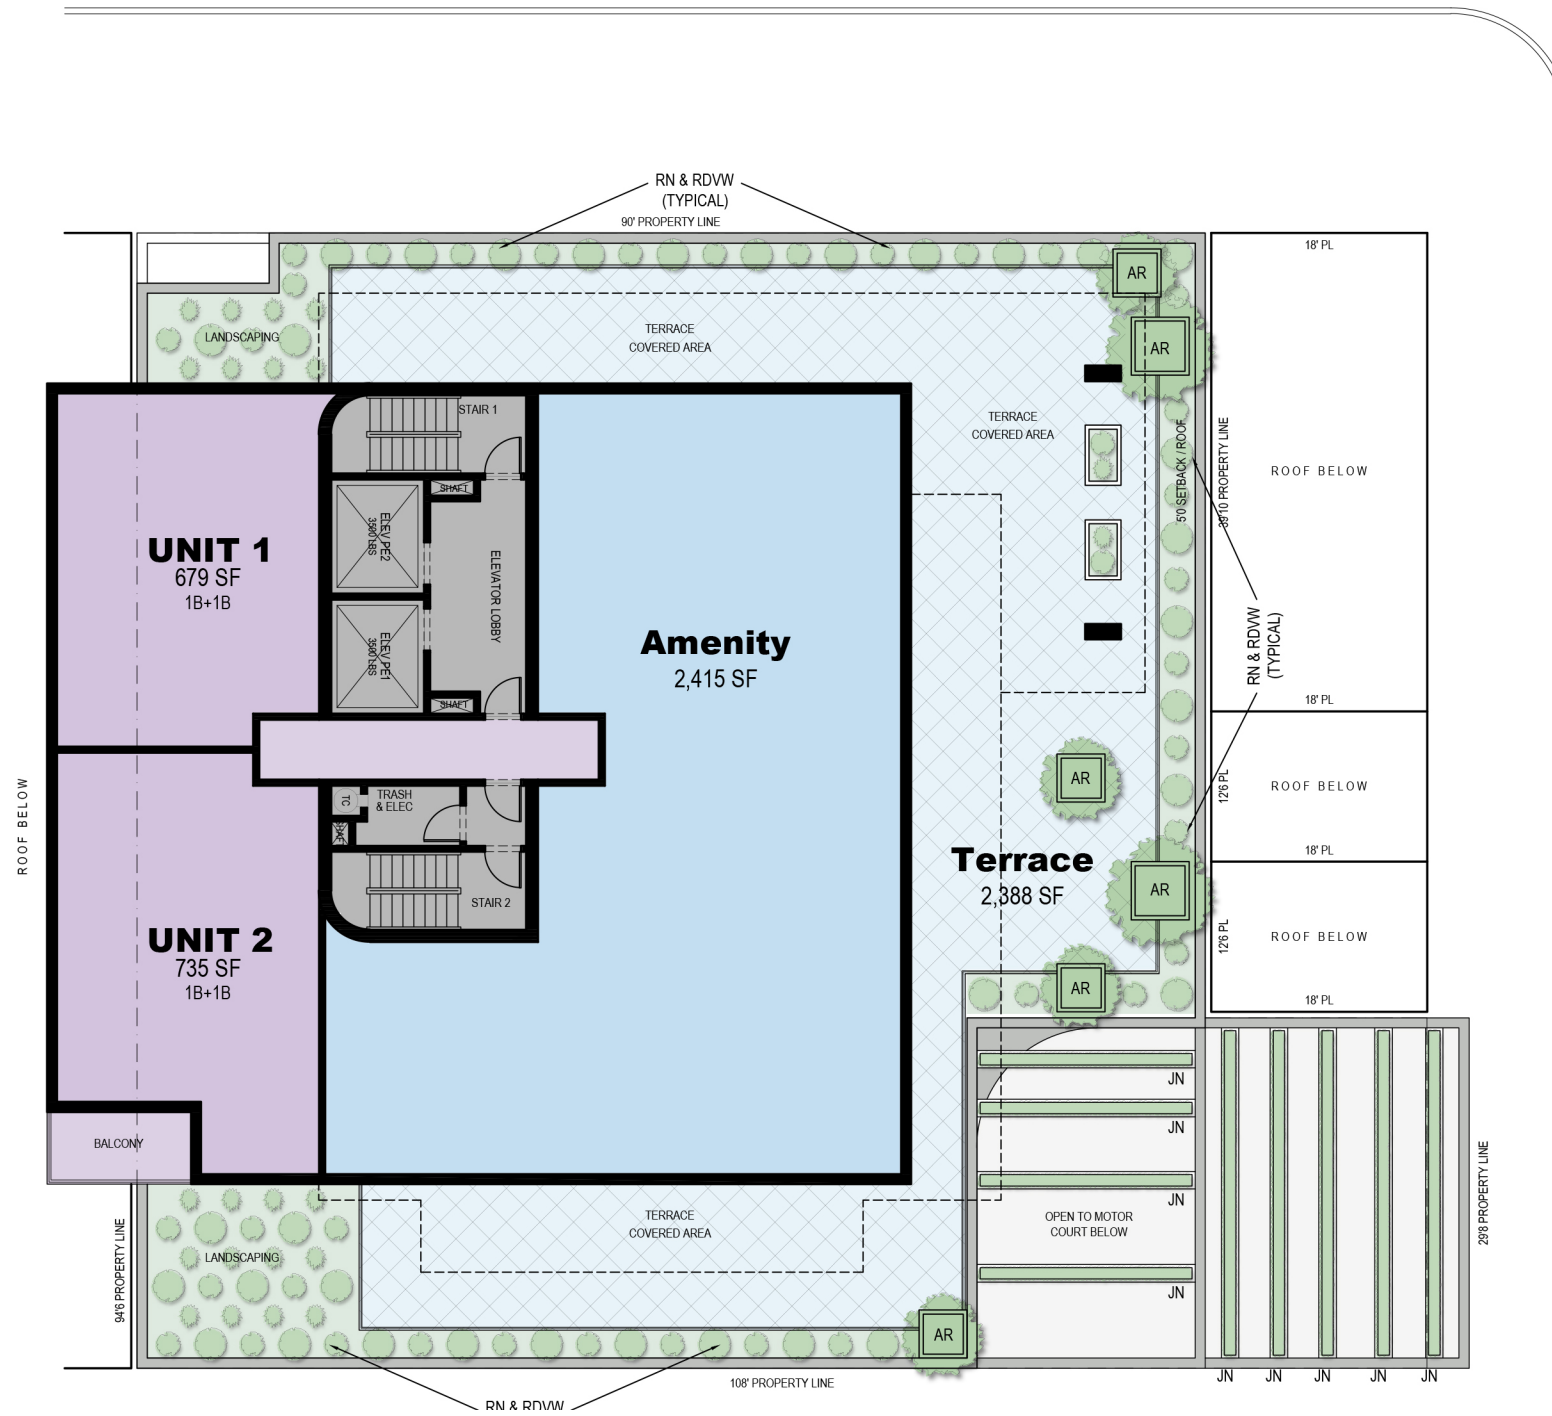 RN & RDVW
(TYPICAL)
90' PROPERTY LINE
18' PL
AR
LANDSCAPING
TERRACE
COVERED AREA
AR
STAIR 1
TERRACE
COVERED AREA
5'0 SETBACK / ROOF
39'10 PROPERTY LINE
ROOF BELOW
SHAFT
ELEV PE2
3500 LBS
UNIT 1
679 SF
1B+1B
ELEVATOR LOBBY
ELEV PE1
3500 LBS
Amenity
2,415 SF
RN & RDVW
(TYPICAL)
SHAFT
18' PL
ROOF BELOW
TC
TRASH
& ELEC
AR
12'6 PL
ROOF BELOW
18' PL
Terrace
2,388 SF
AR
STAIR 2
UNIT 2
735 SF
1B+1B
12'6 PL
ROOF BELOW
AR
18' PL
JN
JN
BALCONY
JN
29'8 PROPERTY LINE
TERRACE
COVERED AREA
OPEN TO MOTOR
COURT BELOW
LANDSCAPING
94'6 PROPERTY LINE
JN
AR
108' PROPERTY LINE
JN
JN
JN
JN
JN
RN & RDVW